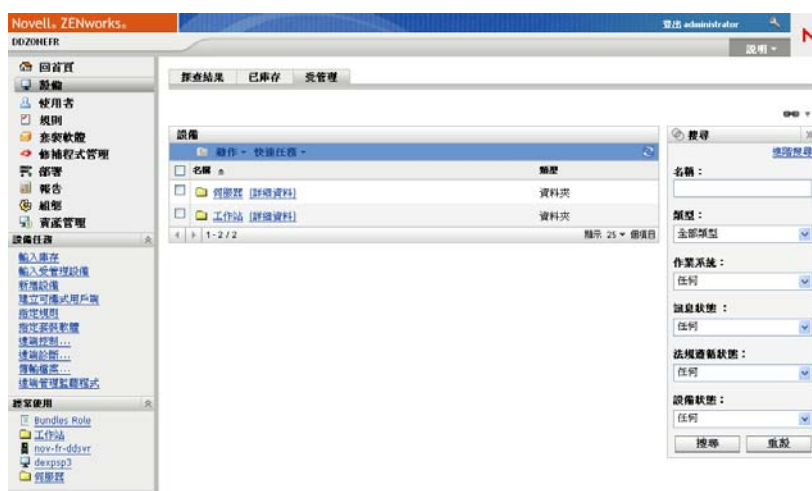 Novell® ZENworks®
登出 administrator
DDZONEFR
說明
回首頁
設備
使用者
規則
套裝軟體
修補程式管理
部署
報告
組態
資產管理
設備任務
輸入庫存
輸入受管理設備
新增設備
建立可攜式用戶端
指定規則
指定套裝軟體
遠端控制...
遠端診斷...
傳輸檔案...
遠端管理監聽程式
經常使用
Bundles Role
工作站
nov-fr-ddsvr
dexpsp3
伺服器
探查結果 已庫存 受管理
設備
動作 快速任務
名稱 類型
伺服器 (詳細資料) 資料夾
工作站 (詳細資料) 資料夾
1 - 2 / 2 顯示 25 個項目
搜尋
進階搜尋
名稱：
類型：
全部類型
作業系統：
任何
訊息狀態：
任何
法規遵循狀態：
任何
設備狀態：
任何
搜尋 重設